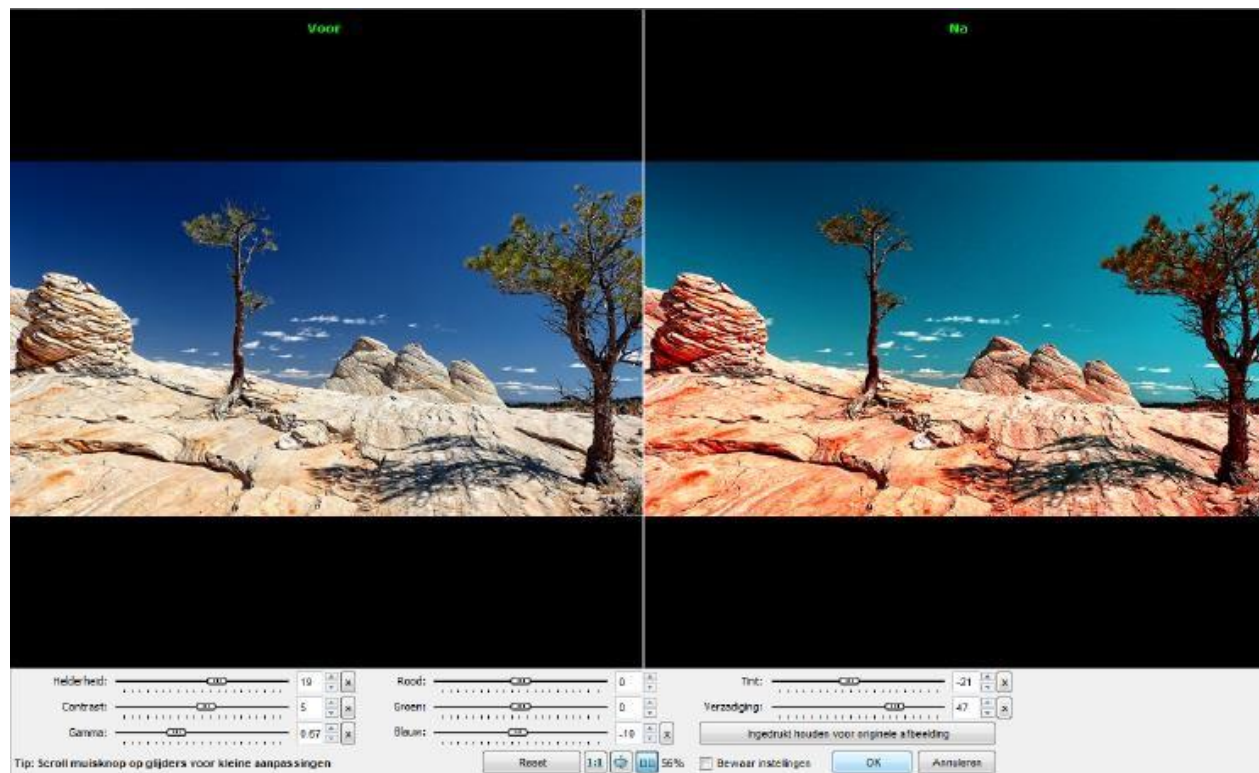 Voor
Na
Helderheid: 19 x Rood: 0 Tint: -21 x
Contrast: 5 x Groen: 0 Verzadiging: 47 x
Gamma: 0.67 x Blauw: -10 x Ingedrukt houden voor originele afbeelding
Tip: Scroll muisknop op glijders voor kleine aanpassingen Reset 1:1 56% Bewaar instellingen OK Annuleren